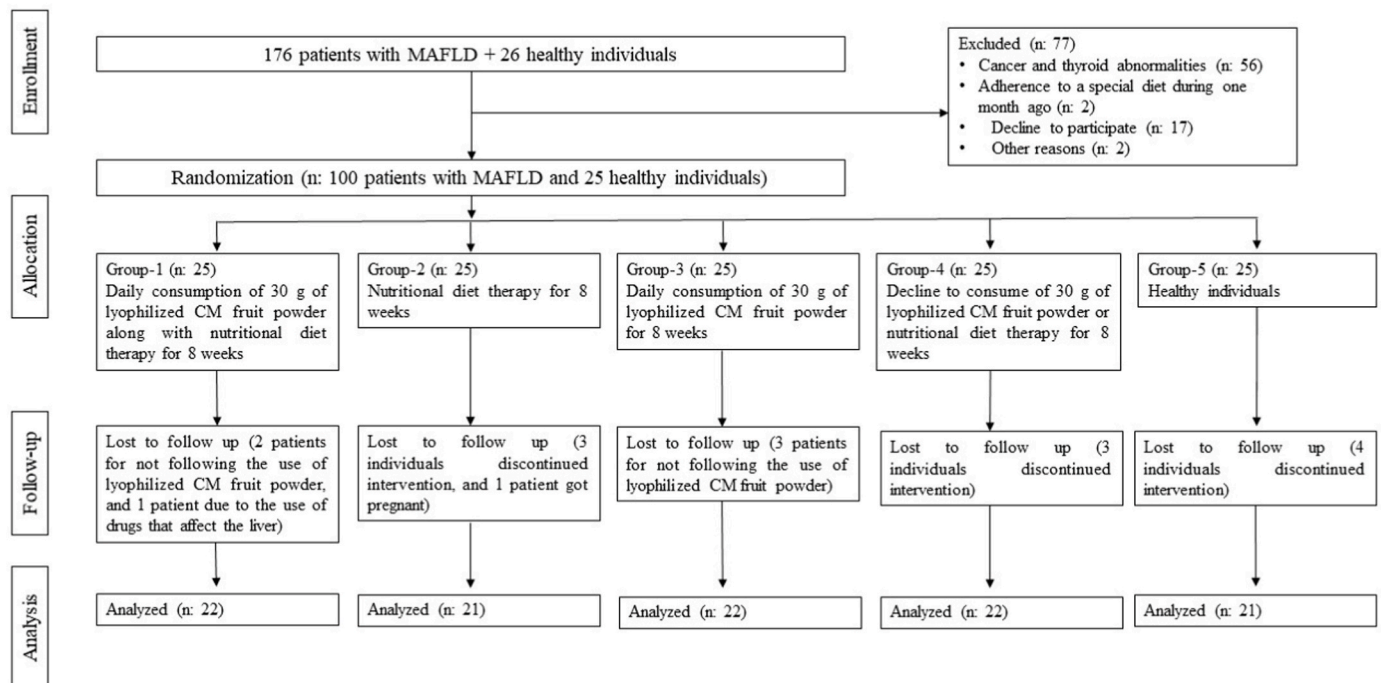 Enrollment
176 patients with MAFLD + 26 healthy individuals
Excluded (n: 77)
• Cancer and thyroid abnormalities (n: 56)
• Adherence to a special diet during one
month ago (n: 2)
• Decline to participate (n: 17)
• Other reasons (n: 2)
Randomization (n: 100 patients with MAFLD and 25 healthy individuals)
Allocation
Group-1 (n: 25)
Daily consumption of 30 g of
lyophilized CM fruit powder
along with nutritional diet
therapy for 8 weeks
Group-2 (n: 25)
Nutritional diet therapy for 8
weeks
Group-3 (n: 25)
Daily consumption of 30 g of
lyophilized CM fruit powder
for 8 weeks
Group-4 (n: 25)
Decline to consume of 30 g of
lyophilized CM fruit powder or
nutritional diet therapy for 8
weeks
Group-5 (n: 25)
Healthy individuals
Follow-up
Lost to follow up (2 patients
for not following the use of
lyophilized CM fruit powder,
and 1 patient due to the use of
drugs that affect the liver)
Lost to follow up (3
individuals discontinued
intervention, and 1 patient got
pregnant)
Lost to follow up (3 patients
for not following the use of
lyophilized CM fruit powder)
Lost to follow up (3
individuals discontinued
intervention)
Lost to follow up (4
individuals discontinued
intervention)
Analysis
Analyzed (n: 22)
Analyzed (n: 21)
Analyzed (n: 22)
Analyzed (n: 22)
Analyzed (n: 21)